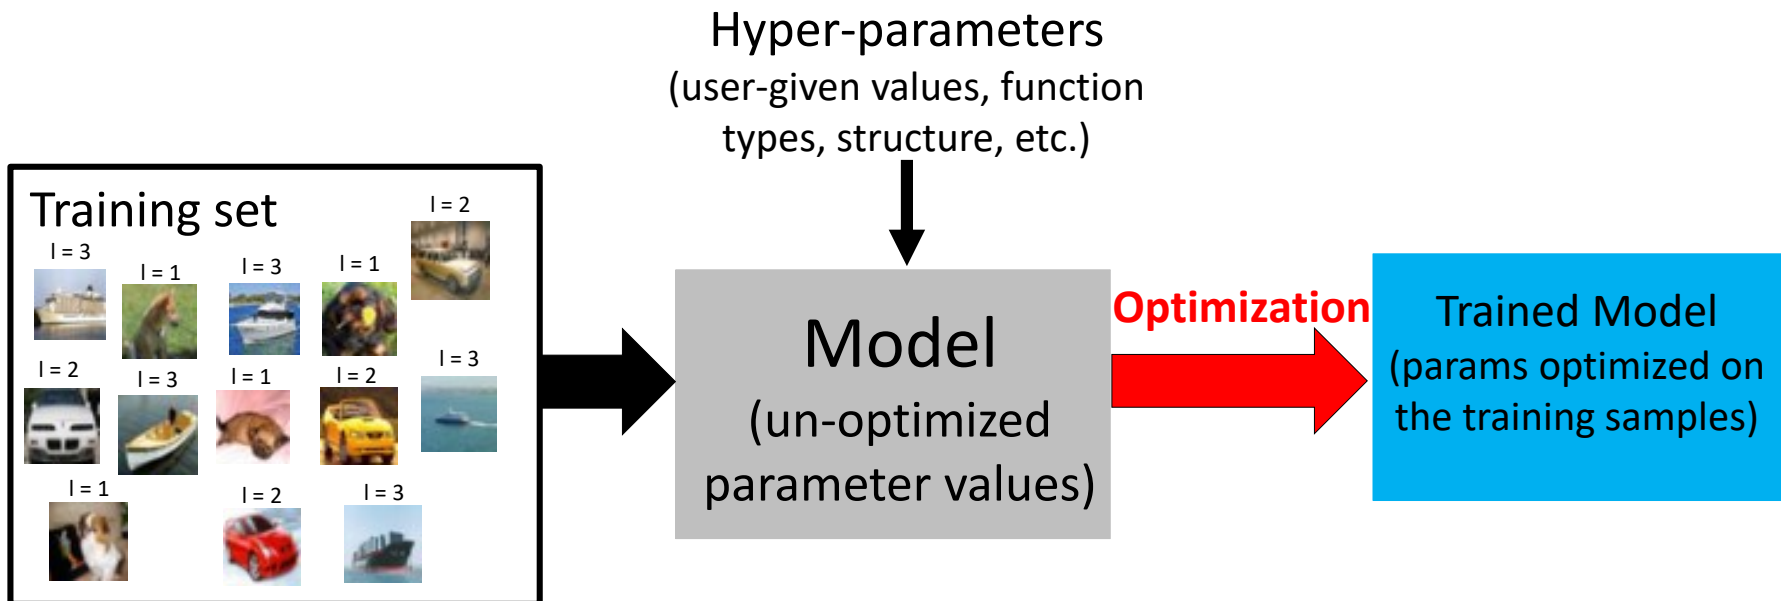 Hyper-parameters
(user-given values, function
types, structure, etc.)
Training set
l = 2
l = 3
l = 1
l = 3
l = 1
l = 2
l = 3
l = 1
l = 2
l = 3
l = 1
l = 2
l = 3
Model
(un-optimized
parameter values)
Optimization
Trained Model
(params optimized on
the training samples)